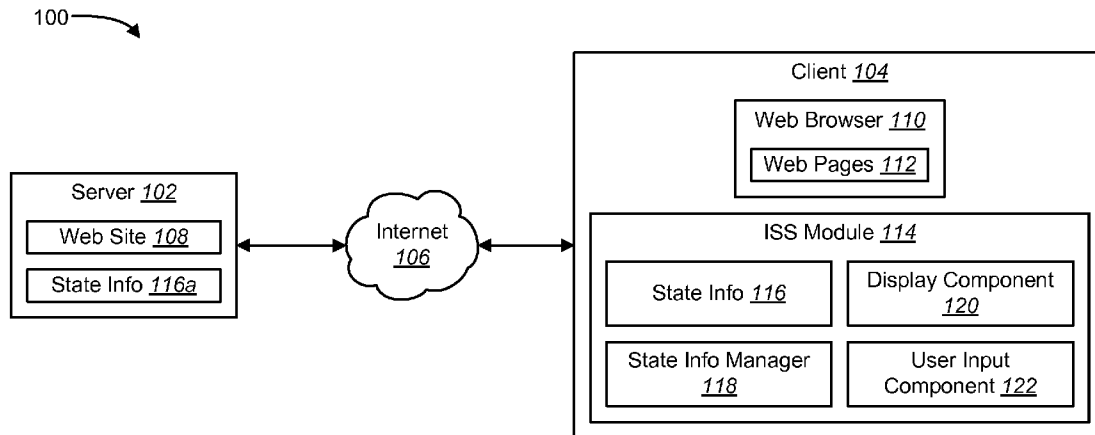 100
Server 102
Web Site 108
State Info 116a
Internet
106
Client 104
Web Browser 110
Web Pages 112
ISS Module 114
State Info 116
Display Component
120
State Info Manager
118
User Input
Component 122